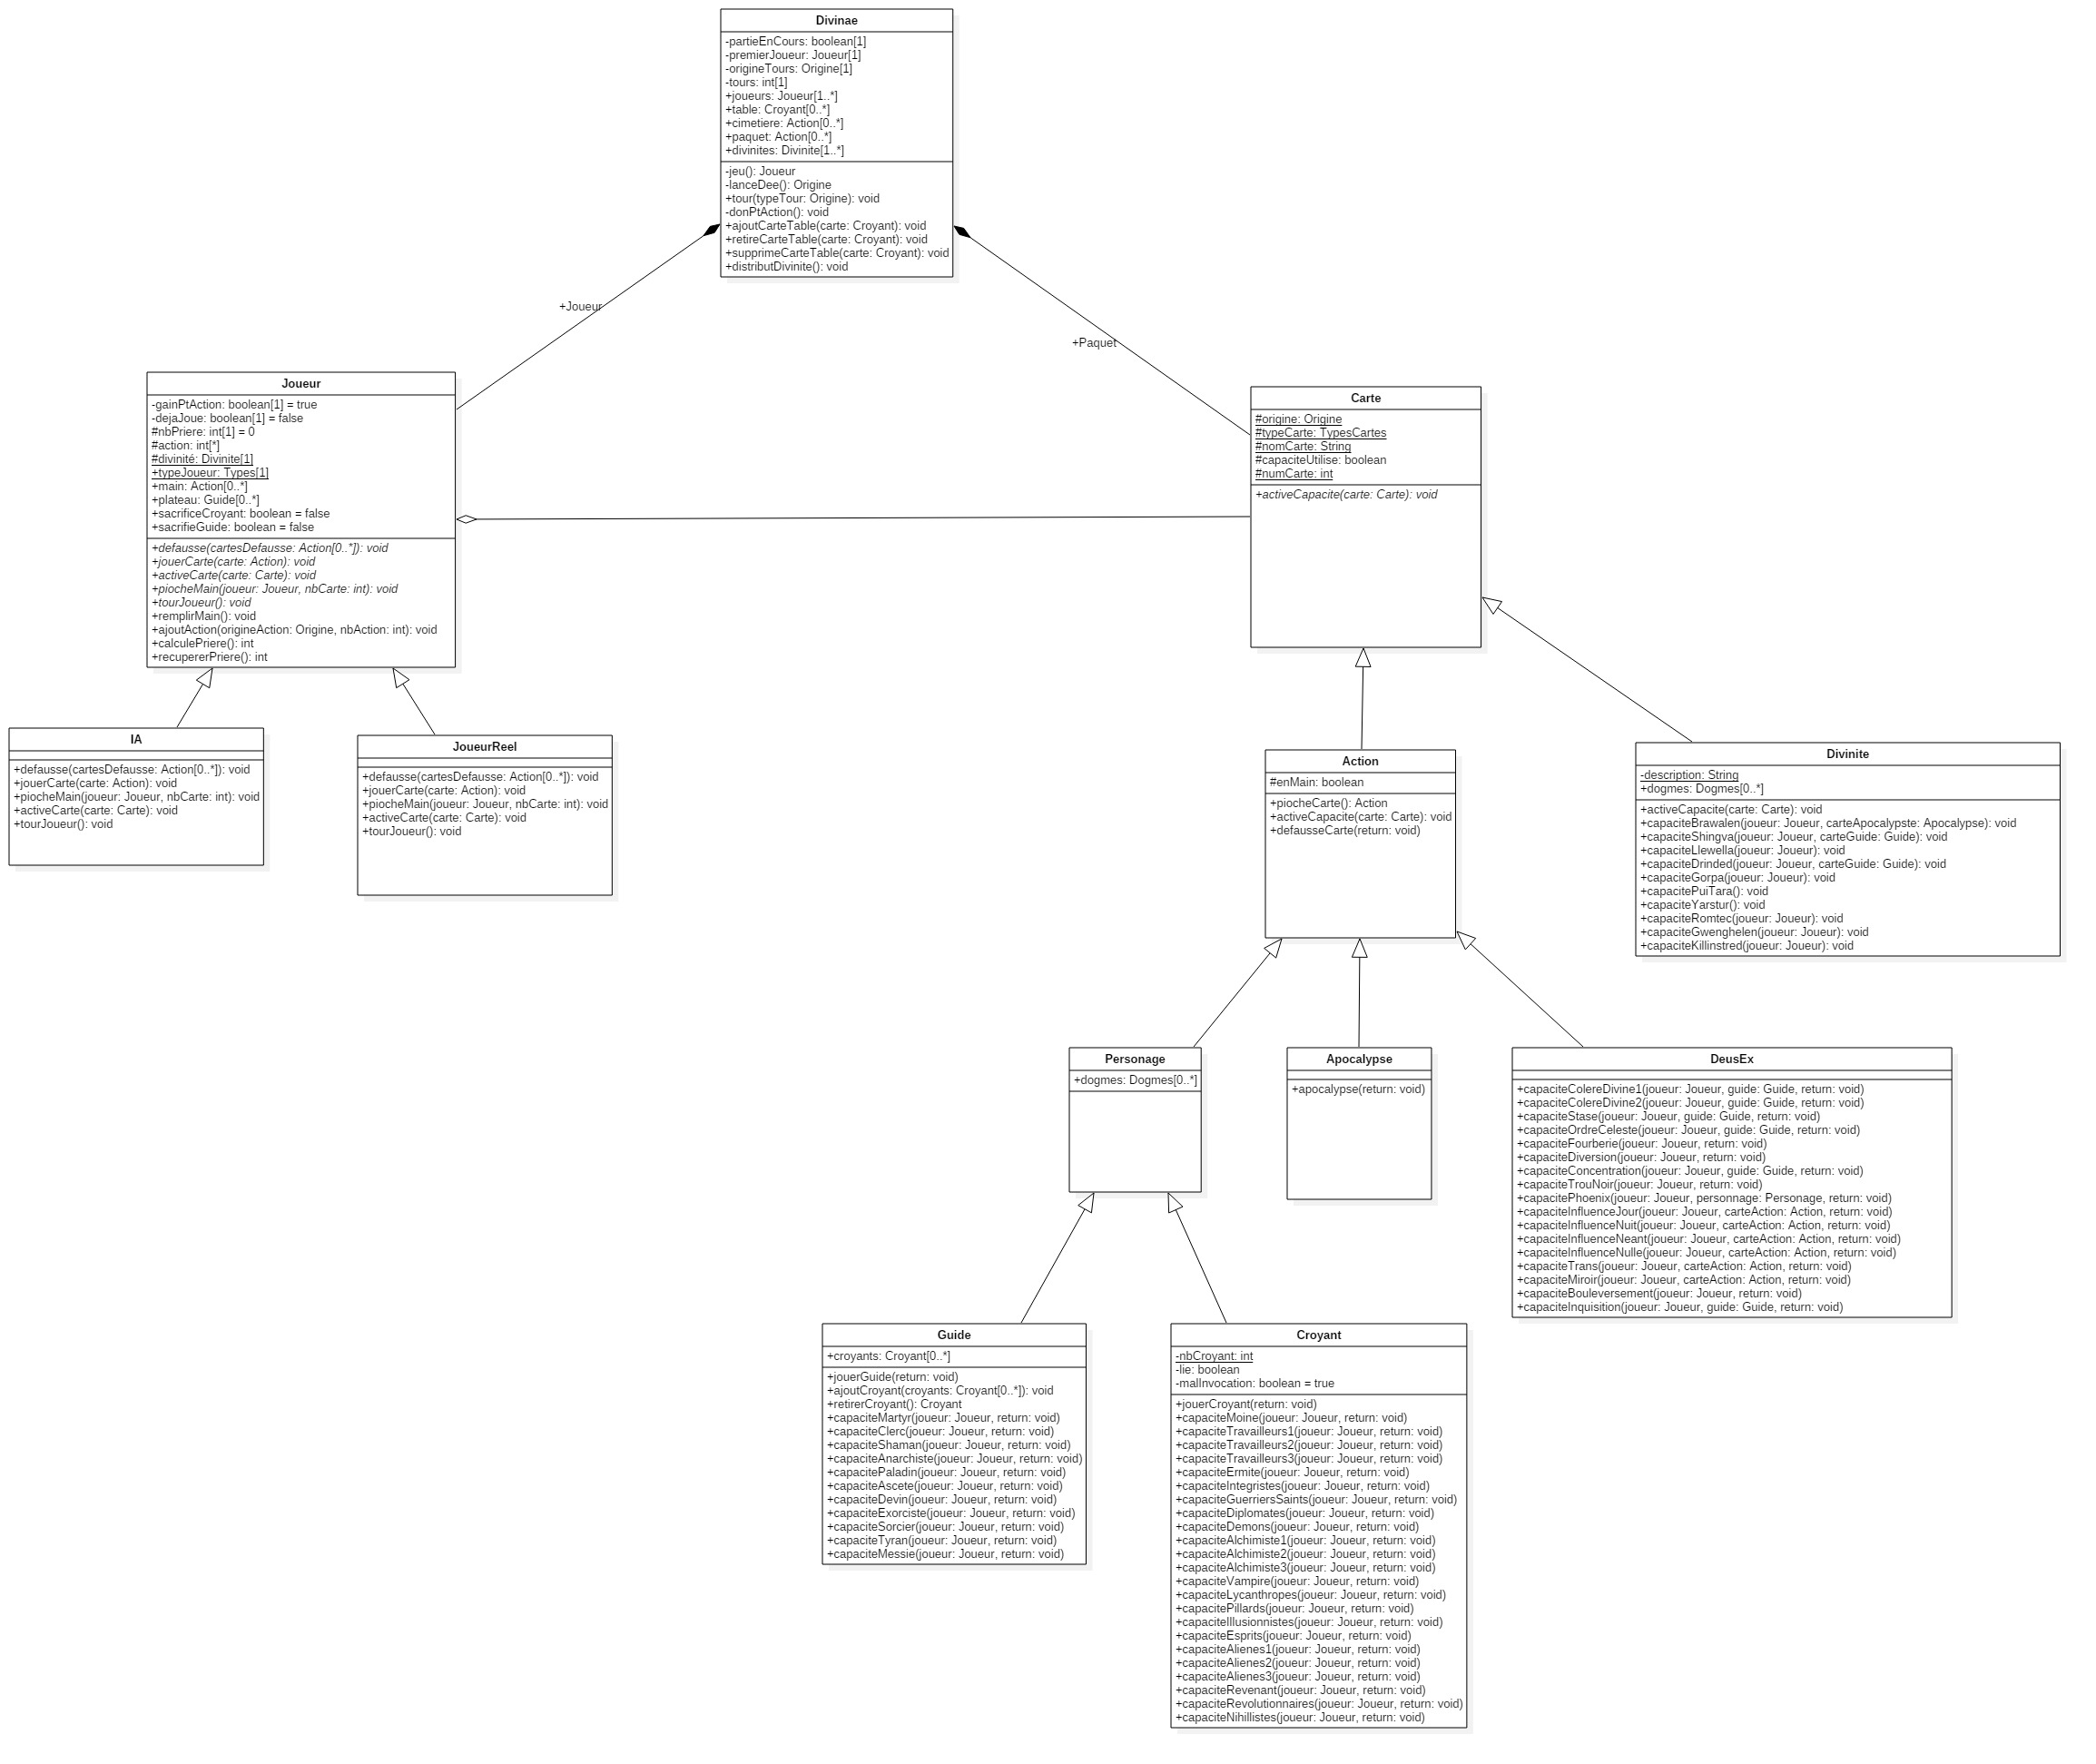 Divinae
-partieEnCours: boolean[1]
-premierJoueur: Joueur[1]
-origineTours: Origine[1]
-tours: int[1]
+joueurs: Joueur[1..*]
+table: Croyant[0..*]
+cimetiere: Action[0..*]
+paquet: Action[0..*]
+divinites: Divinite[1..*]
-jeu(): Joueur
-lanceDee(): Origine
+tour(typeTour: Origine): void
-donPtAction(): void
+ajoutCarteTable(carte: Croyant): void
+retireCarteTable(carte: Croyant): void
+supprimeCarteTable(carte: Croyant): void
+distributDivinite(): void
+Joueur
+Paquet
Joueur
-gainPtAction: boolean[1] = true
-dejaJoue: boolean[1] = false
#nbPriere: int[1] = 0
#action: int[*]
#divinité: Divinite[1]
+typeJoueur: Types[1]
+main: Action[0..*]
+plateau: Guide[0..*]
+sacrificeCroyant: boolean = false
+sacrifieGuide: boolean = false
+defausse(cartesDefausse: Action[0..*]): void
+jouerCarte(carte: Action): void
+activeCarte(carte: Carte): void
+piocheMain(joueur: Joueur, nbCarte: int): void
+tourJoueur(): void
+remplirMain(): void
+ajoutAction(origineAction: Origine, nbAction: int): void
+calculePriere(): int
+recupererPriere(): int
Carte
#origine: Origine
#typeCarte: TypesCartes
#nomCarte: String
#capaciteUtilise: boolean
#numCarte: int
+activeCapacite(carte: Carte): void
IA
+defausse(cartesDefausse: Action[0..*]): void
+jouerCarte(carte: Action): void
+piocheMain(joueur: Joueur, nbCarte: int): void
+activeCarte(carte: Carte): void
+tourJoueur(): void
JoueurReel
+defausse(cartesDefausse: Action[0..*]): void
+jouerCarte(carte: Action): void
+piocheMain(joueur: Joueur, nbCarte: int): void
+activeCarte(carte: Carte): void
+tourJoueur(): void
Action
#enMain: boolean
+piocheCarte(): Action
+activeCapacite(carte: Carte): void
+defausseCarte(return: void)
Divinite
-description: String
+dogmes: Dogmes[0..*]
+activeCapacite(carte: Carte): void
+capaciteBrawalen(joueur: Joueur, carteApocalypste: Apocalypse): void
+capaciteShingva(joueur: Joueur, carteGuide: Guide): void
+capaciteLlewella(joueur: Joueur): void
+capaciteDrinded(joueur: Joueur, carteGuide: Guide): void
+capaciteGorpa(joueur: Joueur): void
+capacitePuiTara(): void
+capaciteYarstur(): void
+capaciteRomtec(joueur: Joueur): void
+capaciteGwenghelen(joueur: Joueur): void
+capaciteKillinstred(joueur: Joueur): void
Personage
+dogmes: Dogmes[0..*]
Apocalypse
+apocalypse(return: void)
DeusEx
+capaciteColereDivine1(joueur: Joueur, guide: Guide, return: void)
+capaciteColereDivine2(joueur: Joueur, guide: Guide, return: void)
+capaciteStase(joueur: Joueur, guide: Guide, return: void)
+capaciteOrdreCeleste(joueur: Joueur, guide: Guide, return: void)
+capaciteFourberie(joueur: Joueur, return: void)
+capaciteDiversion(joueur: Joueur, return: void)
+capaciteConcentration(joueur: Joueur, guide: Guide, return: void)
+capaciteTrouNoir(joueur: Joueur, return: void)
+capacitePhoenix(joueur: Joueur, personnage: Personage, return: void)
+capaciteInfluenceJour(joueur: Joueur, carteAction: Action, return: void)
+capaciteInfluenceNuit(joueur: Joueur, carteAction: Action, return: void)
+capaciteInfluenceNeant(joueur: Joueur, carteAction: Action, return: void)
+capaciteInfluenceNulle(joueur: Joueur, carteAction: Action, return: void)
+capaciteTrans(joueur: Joueur, carteAction: Action, return: void)
+capaciteMiroir(joueur: Joueur, carteAction: Action, return: void)
+capaciteBouleversement(joueur: Joueur, return: void)
+capaciteInquisition(joueur: Joueur, guide: Guide, return: void)
Guide
+croyants: Croyant[0..*]
+jouerGuide(return: void)
+ajoutCroyant(croyants: Croyant[0..*]): void
+retirerCroyant(): Croyant
+capaciteMartyr(joueur: Joueur, return: void)
+capaciteClerc(joueur: Joueur, return: void)
+capaciteShaman(joueur: Joueur, return: void)
+capaciteAnarchiste(joueur: Joueur, return: void)
+capacitePaladin(joueur: Joueur, return: void)
+capaciteAscete(joueur: Joueur, return: void)
+capaciteDevin(joueur: Joueur, return: void)
+capaciteExorciste(joueur: Joueur, return: void)
+capaciteSorcier(joueur: Joueur, return: void)
+capaciteTyran(joueur: Joueur, return: void)
+capaciteMessie(joueur: Joueur, return: void)
Croyant
-nbCroyant: int
-lie: boolean
-malInvocation: boolean = true
+jouerCroyant(return: void)
+capaciteMoine(joueur: Joueur, return: void)
+capaciteTravailleurs1(joueur: Joueur, return: void)
+capaciteTravailleurs2(joueur: Joueur, return: void)
+capaciteTravailleurs3(joueur: Joueur, return: void)
+capaciteErmite(joueur: Joueur, return: void)
+capaciteIntegristes(joueur: Joueur, return: void)
+capaciteGuerriersSaints(joueur: Joueur, return: void)
+capaciteDiplomates(joueur: Joueur, return: void)
+capaciteDemons(joueur: Joueur, return: void)
+capaciteAlchimiste1(joueur: Joueur, return: void)
+capaciteAlchimiste2(joueur: Joueur, return: void)
+capaciteAlchimiste3(joueur: Joueur, return: void)
+capaciteVampire(joueur: Joueur, return: void)
+capaciteLycanthropes(joueur: Joueur, return: void)
+capacitePillards(joueur: Joueur, return: void)
+capaciteIllusionnistes(joueur: Joueur, return: void)
+capaciteEsprits(joueur: Joueur, return: void)
+capaciteAlienes1(joueur: Joueur, return: void)
+capaciteAlienes2(joueur: Joueur, return: void)
+capaciteAlienes3(joueur: Joueur, return: void)
+capaciteRevenant(joueur: Joueur, return: void)
+capaciteRevolutionnaires(joueur: Joueur, return: void)
+capaciteNihillistes(joueur: Joueur, return: void)